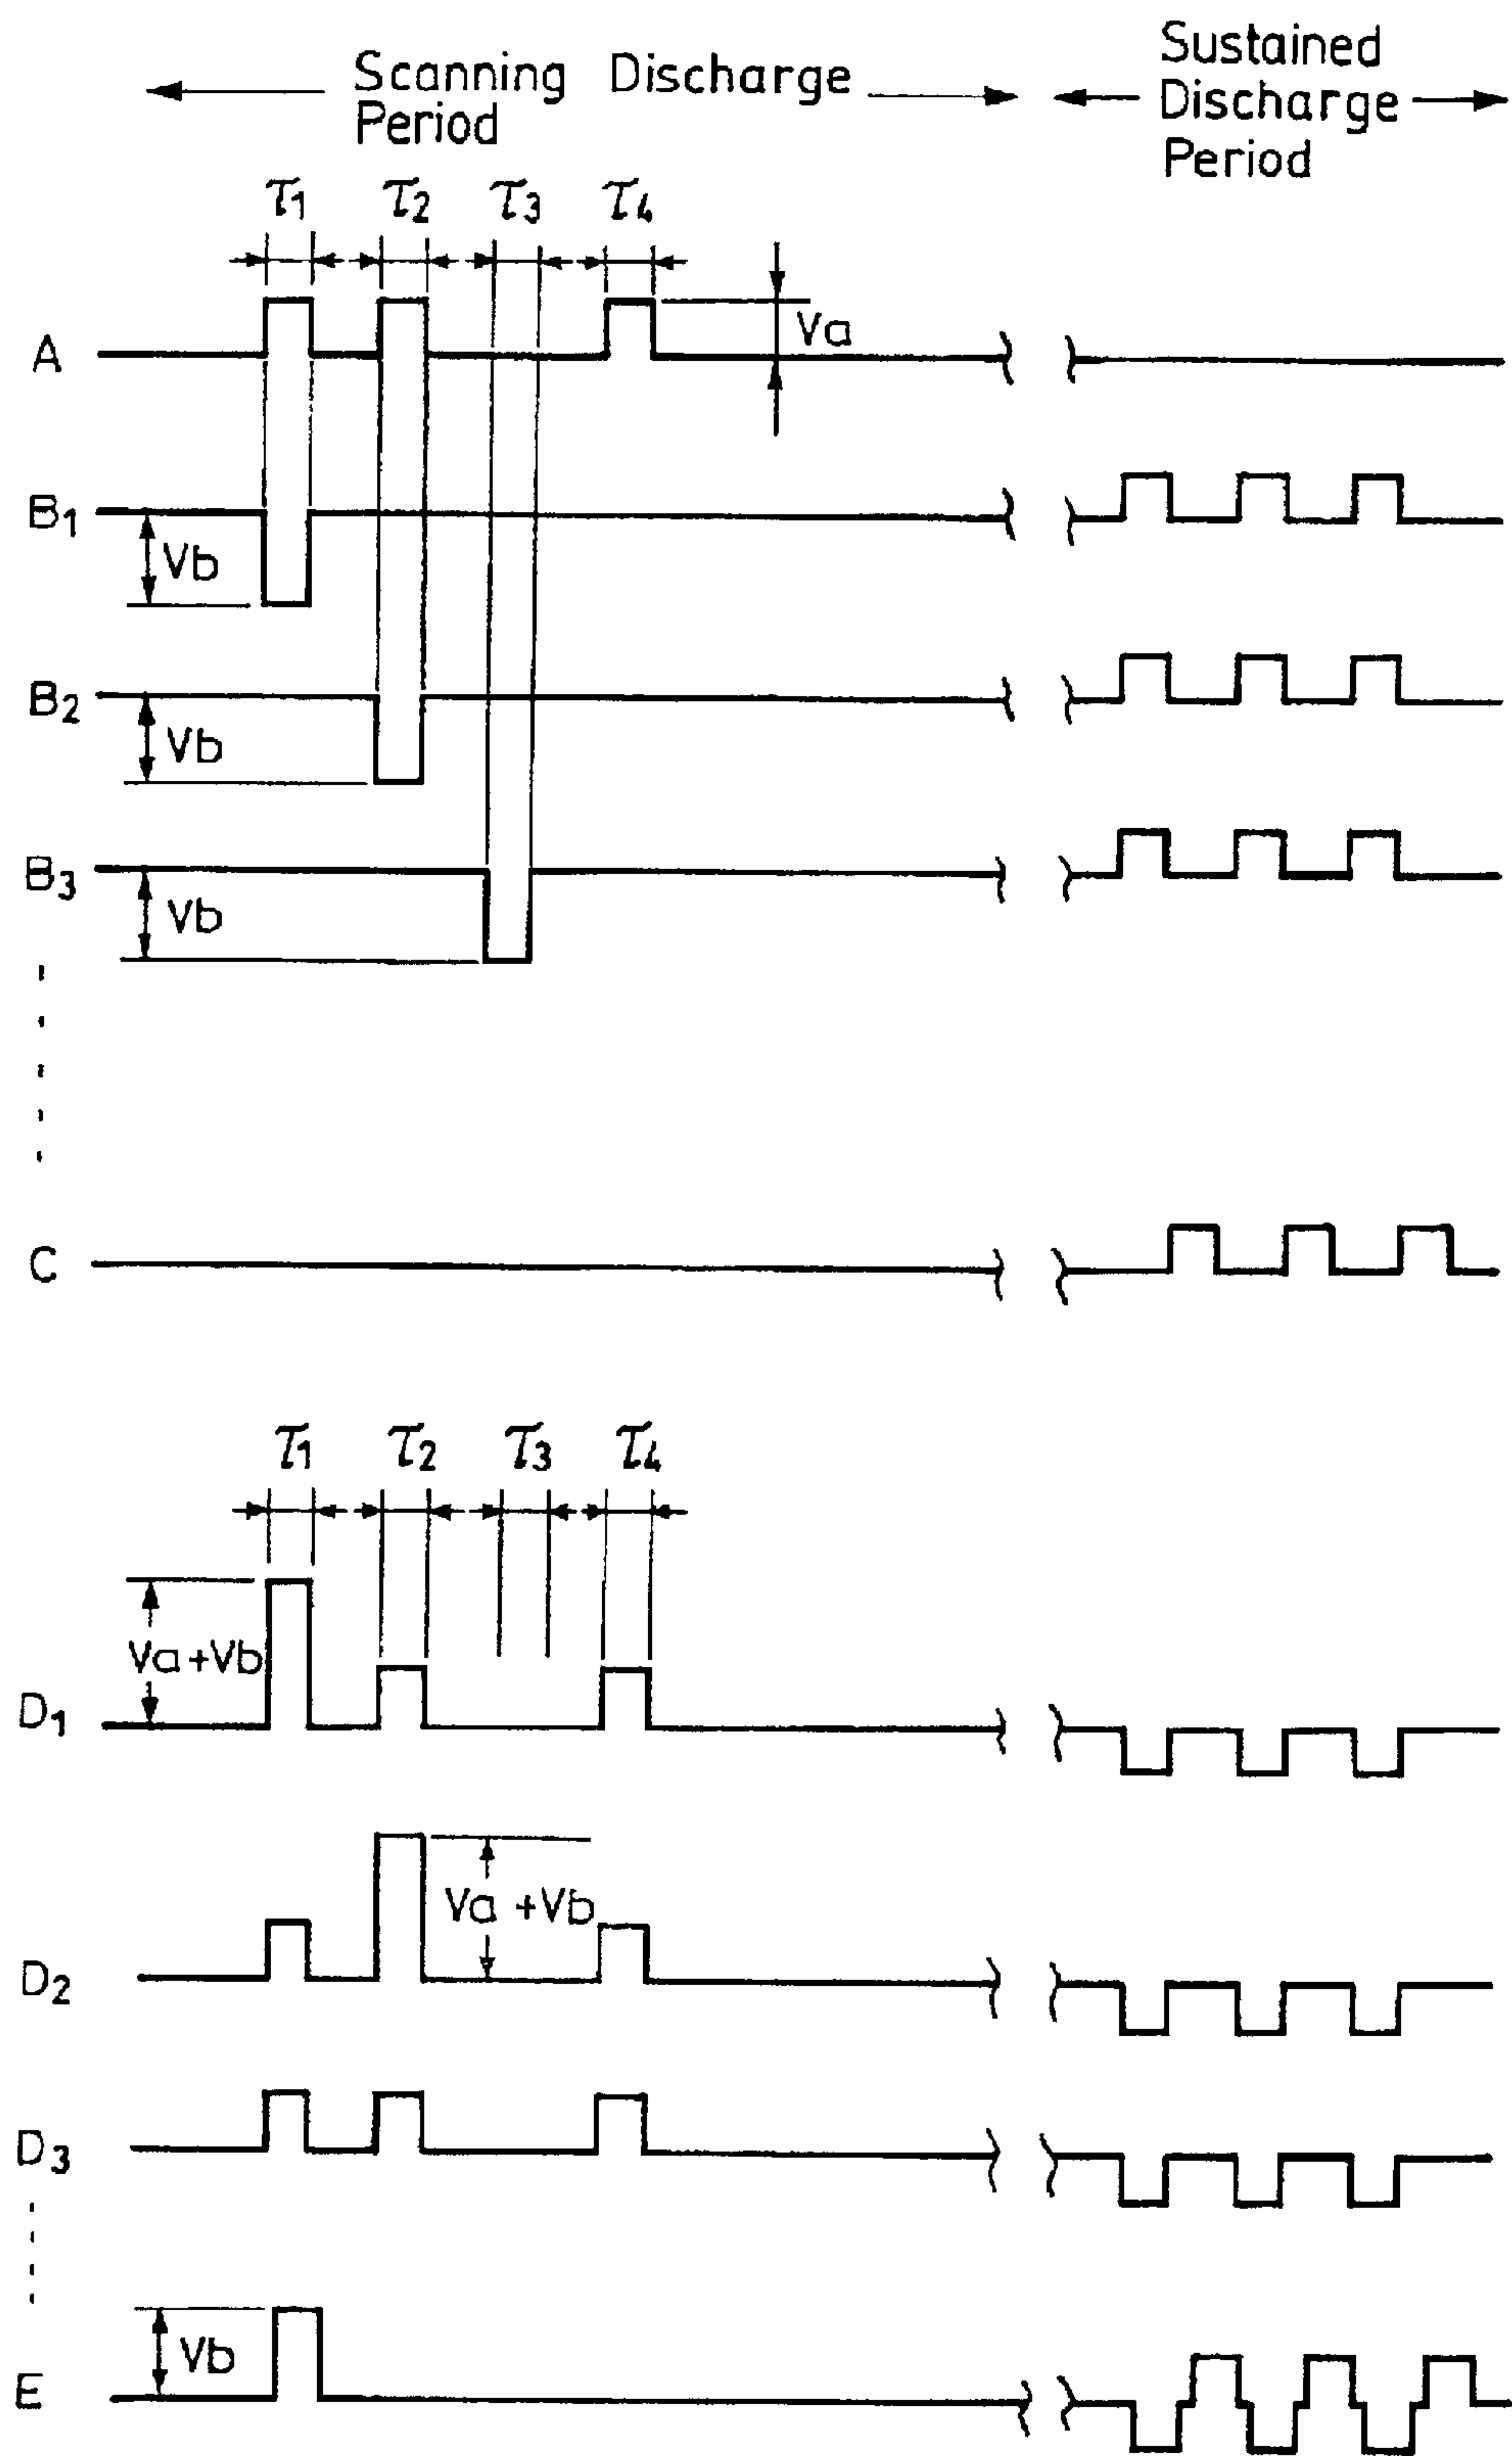 Scanning Discharge
Period
Sustained
Discharge
Period
τ1 τ2 τ3 τ4
A
Va
B1
Vb
B2
Vb
B3
Vb
C
τ1 τ2 τ3 τ4
Va+Vb
D1
Va+Vb
D2
D3
Vb
E